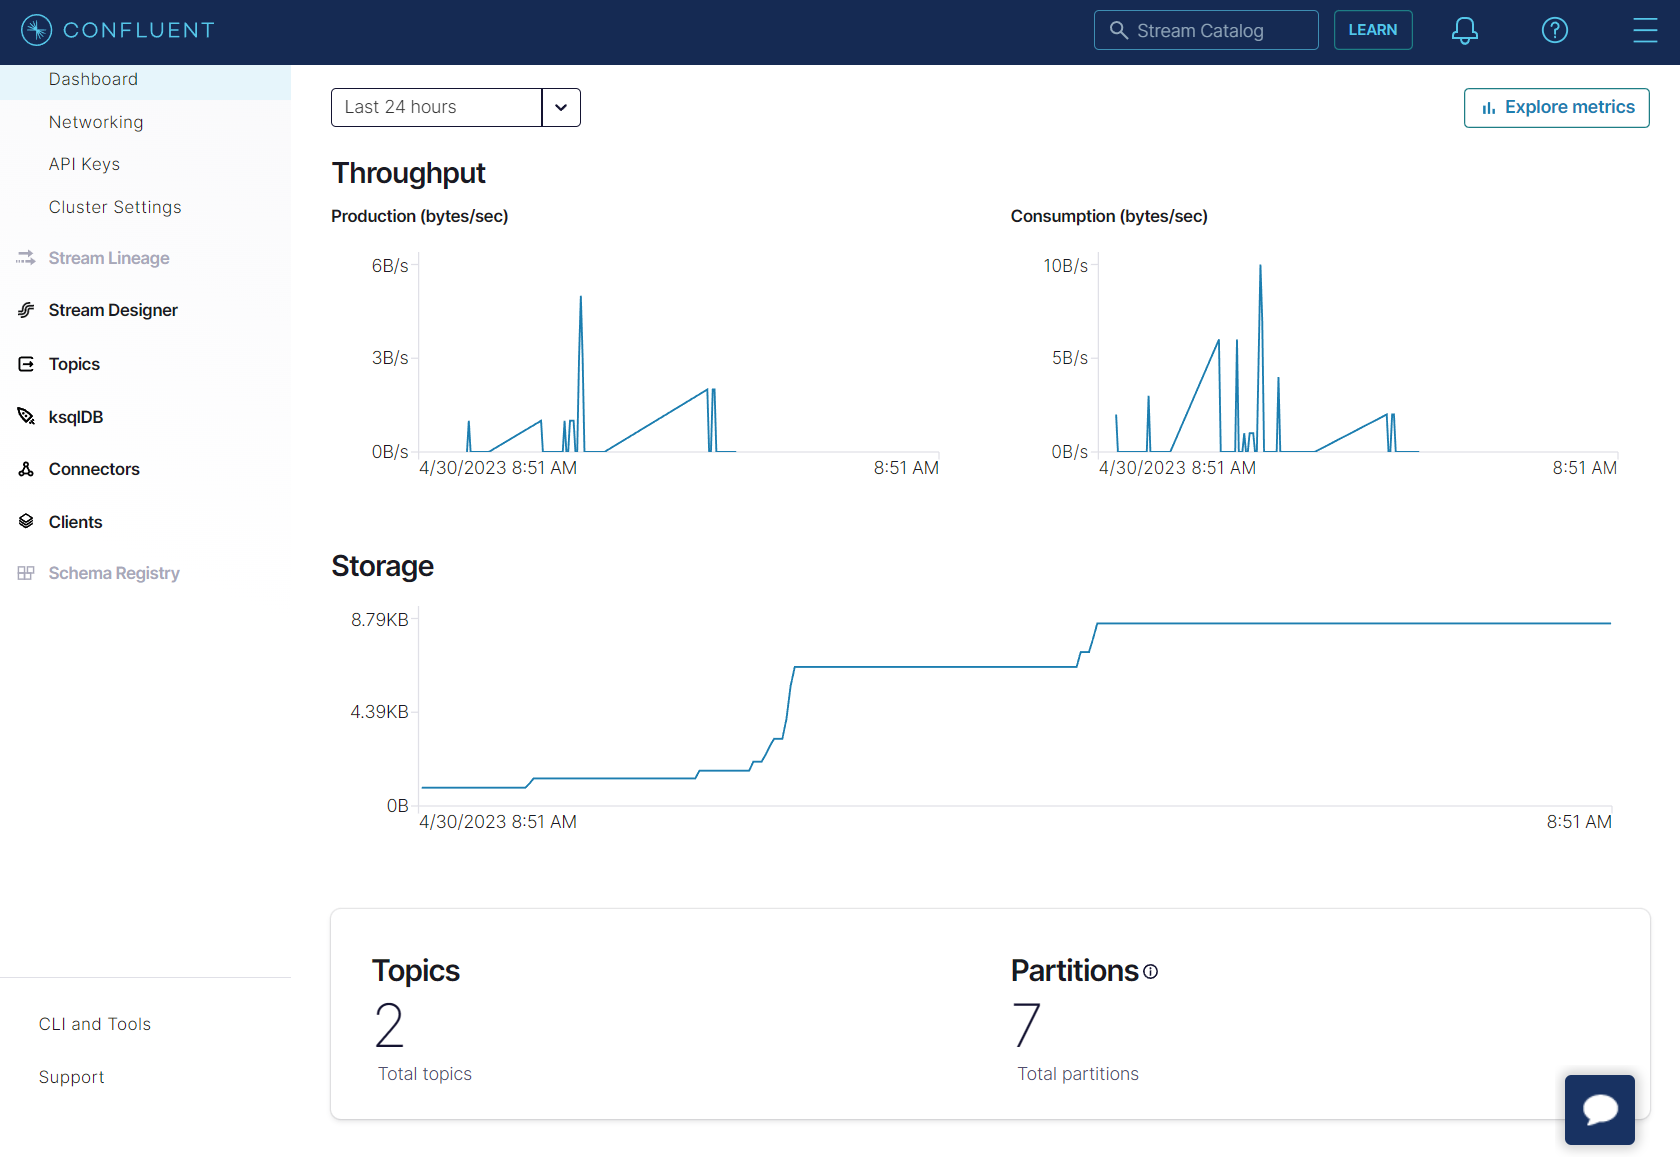 CONFLUENT
Stream Catalog
LEARN
Dashboard
Networking
API Keys
Cluster Settings
Stream Lineage
Stream Designer
Topics
ksqlDB
Connectors
Clients
Schema Registry
CLI and Tools
Support
Last 24 hours
Explore metrics
Throughput
Production (bytes/sec)
6B/s
3B/s
0B/s
4/30/2023 8:51 AM
8:51 AM
Consumption (bytes/sec)
10B/s
5B/s
0B/s
4/30/2023 8:51 AM
8:51 AM
Storage
8.79KB
4.39KB
0B
4/30/2023 8:51 AM
8:51 AM
Topics
2
Total topics
Partitions
7
Total partitions